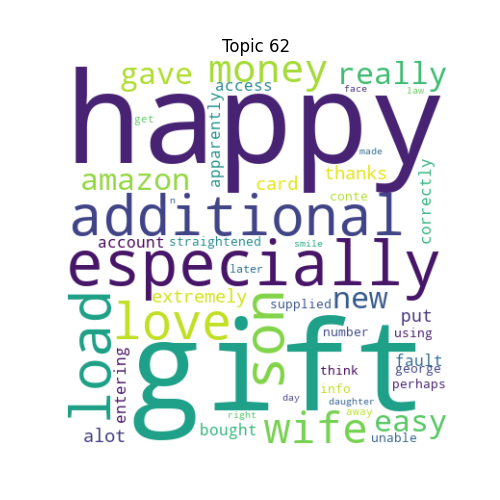 Topic 62
gave money really
access face law
happy
get apparently
made
amazon card thanks
n conte correctly
additional
account straightened smile
especially
later
load extremely son supplied new
love put
number using
gift
entering think fault
george
info perhaps
day daughter
right away
wife easy
alot bought unable